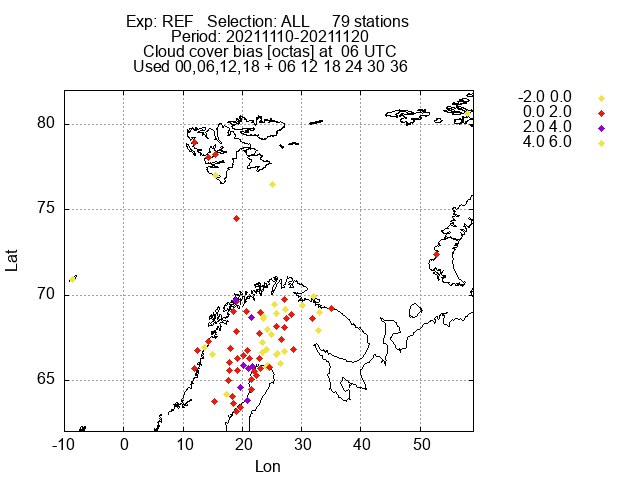 Exp: REF   Selection: ALL     79 stations
Period: 20211110-20211120
Cloud cover bias [octas] at  06 UTC
Used 00,06,12,18 + 06 12 18 24 30 36
-2.0 0.0
0.0 2.0
2.0 4.0
4.0 6.0
80
75
70
65
Lat
-10 0 10 20 30 40 50
Lon